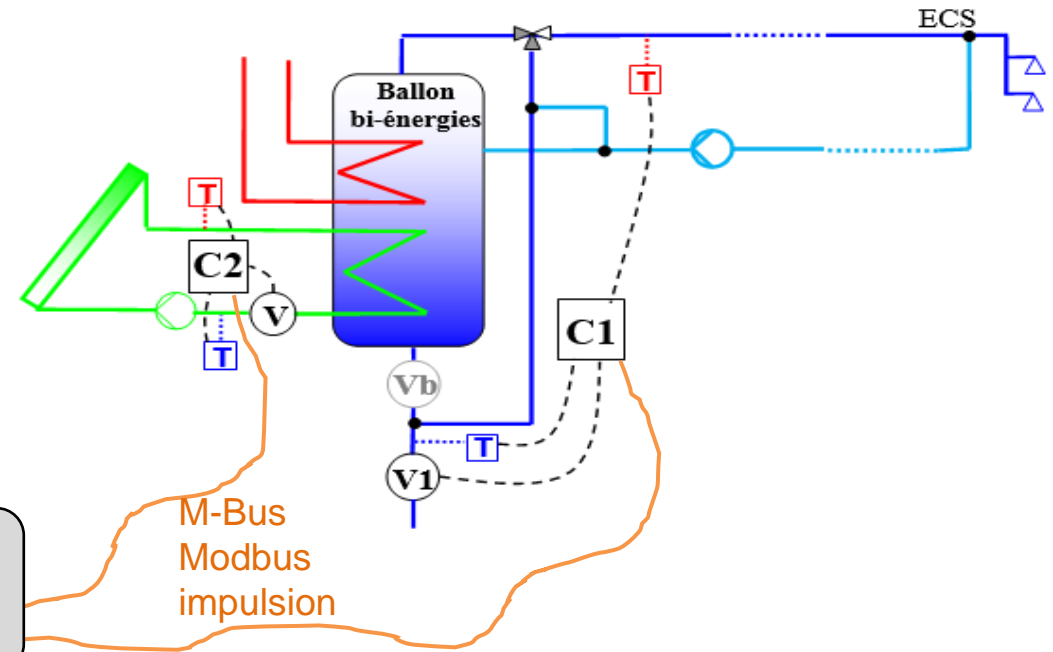 ECS
Ballon
bi-énergies
T
T
C2
V
T
C1
Vb
T
V1
M-Bus
Modbus
impulsion